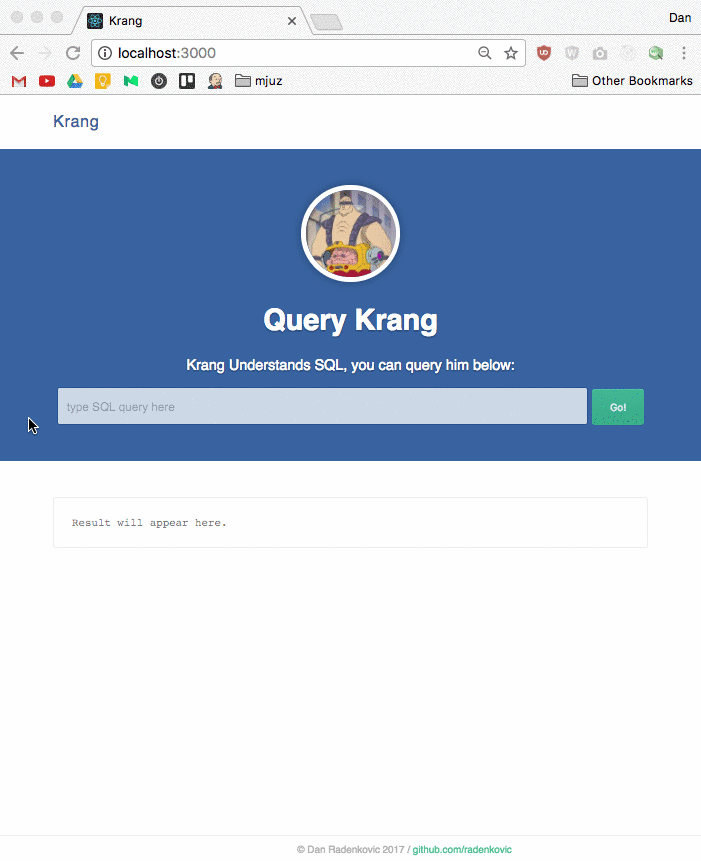 Krang
Dan
localhost:3000
mjuz
Other Bookmarks
Krang
Query Krang
Krang Understands SQL, you can query him below:
type SQL query here
Go!
Result will appear here.
© Dan Radenkovic 2017 / github.com/radenkovic